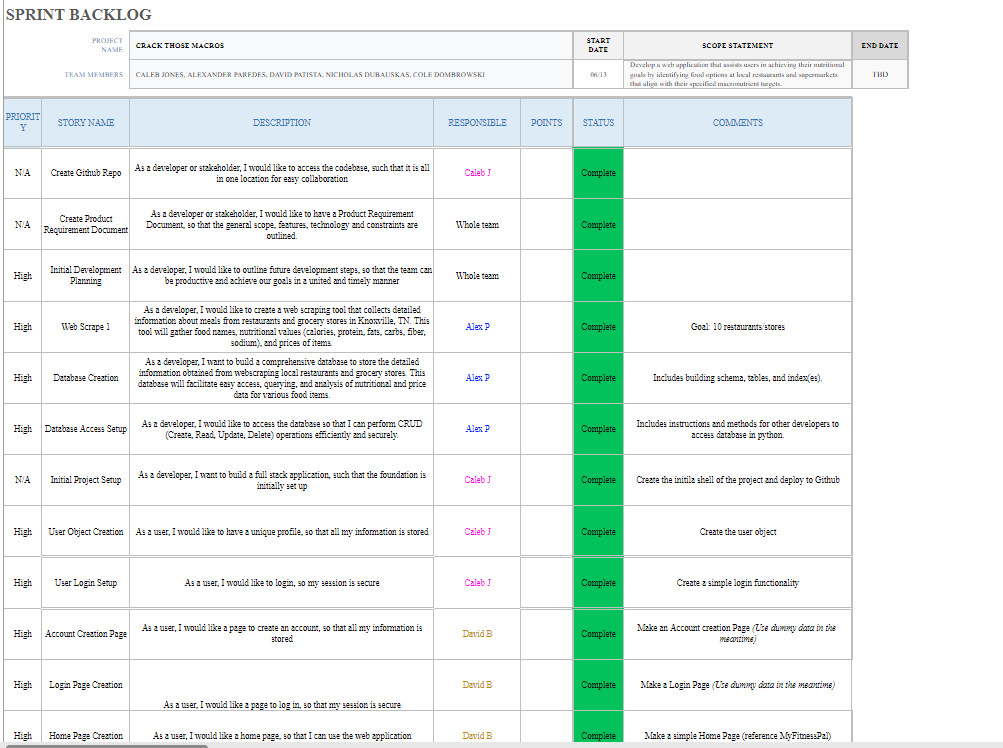 SPRINT BACKLOG
PROJECT
NAME
CRACK THOSE MACROS
START
DATE
SCOPE STATEMENT
END DATE
TEAM MEMBERS
CALEB JONES, ALEXANDER PAREDES, DAVID PATISTA, NICHOLAS DUBAUSKAS, COLE DOMBROWSKI
06/13
Develop a web application that assists users in achieving their nutritional
goals by identifying food options at local restaurants and supermarkets
that align with their specified macronutrient targets.
TBD
PRIORIT
Y
STORY NAME
DESCRIPTION
RESPONSIBLE
POINTS
STATUS
COMMENTS
N/A
Create Github Repo
As a developer or stakeholder, I would like to access the codebase, such that it is all
in one location for easy collaboration
Caleb J
Complete
N/A
Create Product
Requirement Document
As a developer or stakeholder, I would like to have a Product Requirement
Document, so that the general scope, features, technology and constraints are
outlined.
Whole team
Complete
High
Initial Development
Planning
As a developer, I would like to outline future development steps, so that the team can
be productive and achieve our goals in a united and timely manner
Whole team
Complete
High
Web Scrape 1
As a developer, I would like to create a web scraping tool that collects detailed
information about meals from restaurants and grocery stores in Knoxville, TN. This
tool will gather food names, nutritional values (calories, protein, fats, carbs, fiber,
sodium), and prices of items.
Alex P
Complete
Goal: 10 restaurants/stores
High
Database Creation
As a developer, I want to build a comprehensive database to store the detailed
information obtained from webscraping local restaurants and grocery stores. This
database will facilitate easy access, querying, and analysis of nutritional and price
data for various food items.
Alex P
Complete
Includes building schema, tables, and index(es).
High
Database Access Setup
As a developer, I would like to access the database so that I can perform CRUD
(Create, Read, Update, Delete) operations efficiently and securely.
Alex P
Complete
Includes instructions and methods for other developers to
access database in python.
N/A
Initial Project Setup
As a developer, I want to build a full stack application, such that the foundation is
initially set up
Caleb J
Complete
Create the initila shell of the project and deploy to Github
High
User Object Creation
As a user, I would like to have a unique profile, so that all my information is stored
Caleb J
Complete
Create the user object
High
User Login Setup
As a user, I would like to login, so my session is secure
Caleb J
Complete
Create a simple login functionality
High
Account Creation Page
As a user, I would like a page to create an account, so that all my information is
stored
David B
Complete
Make an Account creation Page (Use dummy data in the
meantime)
High
Login Page Creation
As a user, I would like a page to log in, so that my session is secure
David B
Complete
Make a Login Page (Use dummy data in the meantime)
High
Home Page Creation
As a user, I would like a home page, so that I can use the web application
David B
Complete
Make a simple Home Page (reference MyFitnessPal)